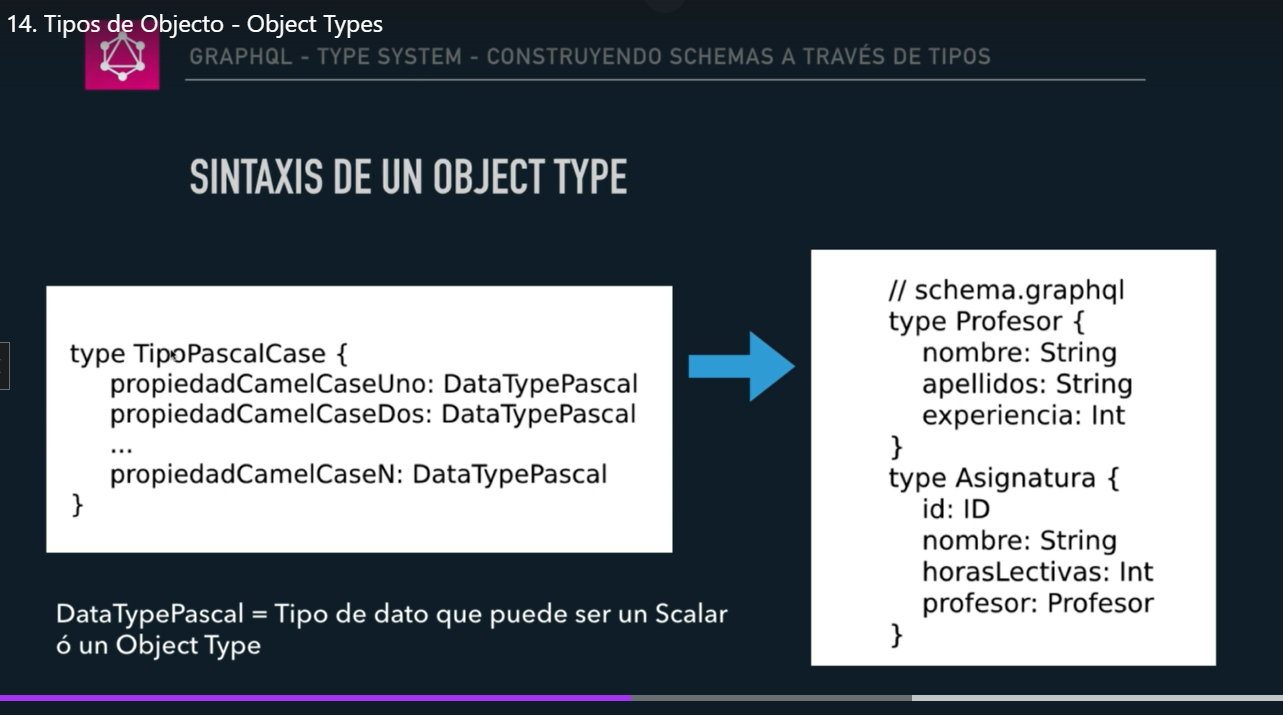 14. Tipos de Objecto - Object Types
GRAPHQL - TYPE SYSTEM - CONSTRUYENDO SCHEMAS A TRAVÉS DE TIPOS
SINTAXIS DE UN OBJECT TYPE
type TipoPascalCase {
propiedadCamelCaseUno: DataTypePascal
propiedadCamelCaseDos: DataTypePascal
...
propiedadCamelCaseN: DataTypePascal
}
DataTypePascal = Tipo de dato que puede ser un Scalar
ó un Object Type
// schema.graphql
type Profesor {
nombre: String
apellidos: String
experiencia: Int
}
type Asignatura {
id: ID
nombre: String
horasLectivas: Int
profesor: Profesor
}